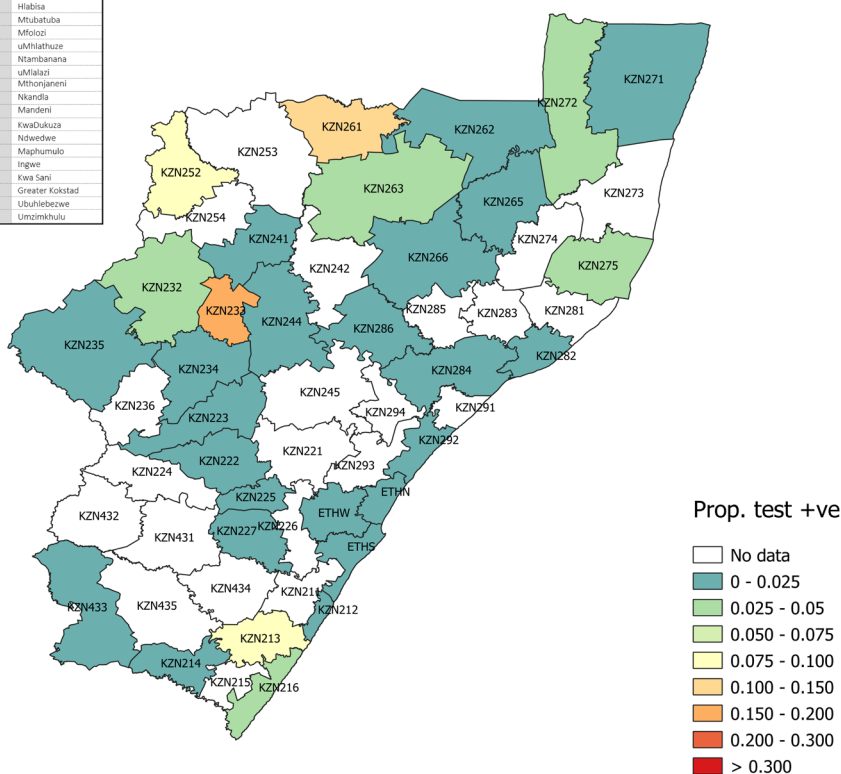 Hlabisa
Mtubatuba
Mfolozi
uMhlathuze
Ntambanana
uMlalazi
Mthonjaneni
Nkandla
Mandeni
KwaDukuza
Ndwedwe
Maphumulo
Ingwe
Kwa Sani
Greater Kokstad
Ubuhlebezwe
Umzimkhulu
KZN271
KZN272
KZN261
KZN262
KZN253
KZN252
KZN263
KZN273
KZN265
KZN254
KZN241
KZN274
KZN266
KZN275
KZN242
KZN232
KZN233
KZN285
KZN283
KZN281
KZN244
KZN286
KZN235
KZN282
KZN234
KZN284
KZN245
KZN236
KZN291
KZN294
KZN223
KZN292
KZN221
KZN222
KZN293
KZN224
ETHN
KZN225
ETHW
KZN432
KZN226
KZN227
KZN431
ETHS
KZN434
KZN211
KZN433
KZN435
KZN212
KZN213
KZN214
KZN215
KZN216
Prop. test +ve
No data
0 - 0.025
0.025 - 0.05
0.050 - 0.075
0.075 - 0.100
0.100 - 0.150
0.150 - 0.200
0.200 - 0.300
> 0.300